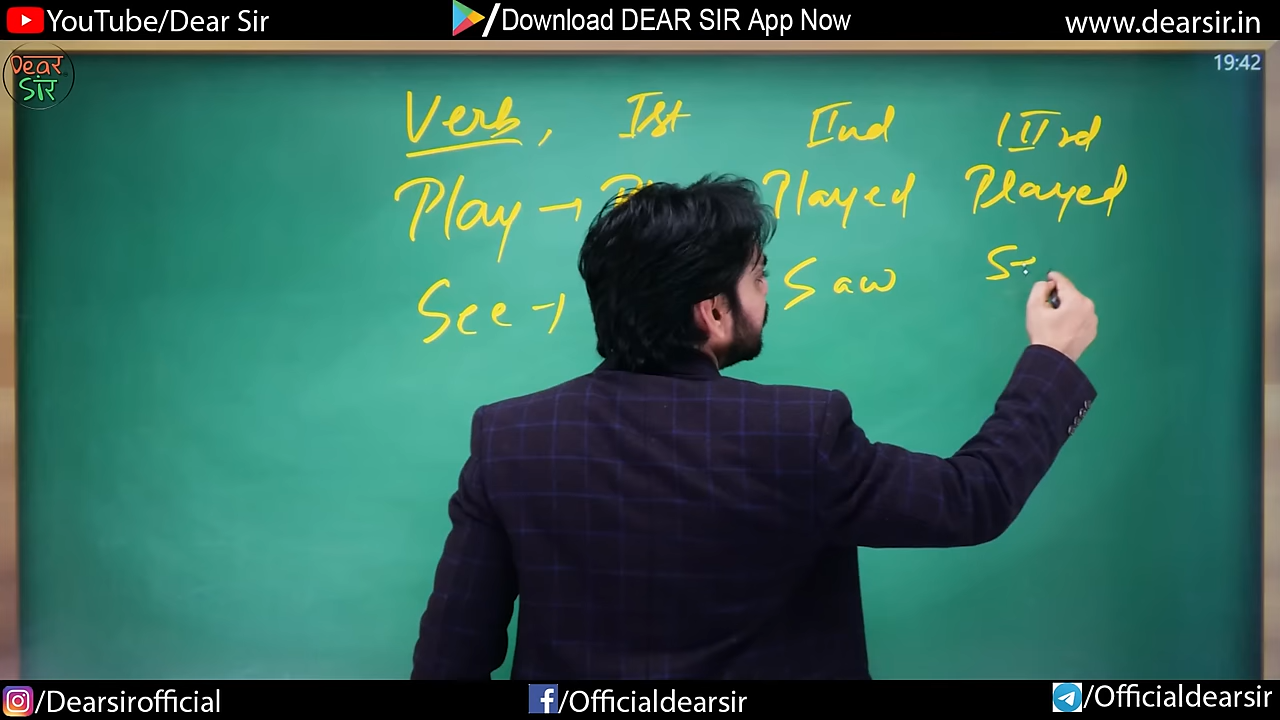 YouTube/Dear Sir
/Download DEAR SIR App Now
www.dearsir.in
Dear
Sir
19:42
Verb, Ist IInd IIIrd
Play → Played Played
See → Saw
/Dearsirofficial
/Officialdearsir
/Officialdearsir